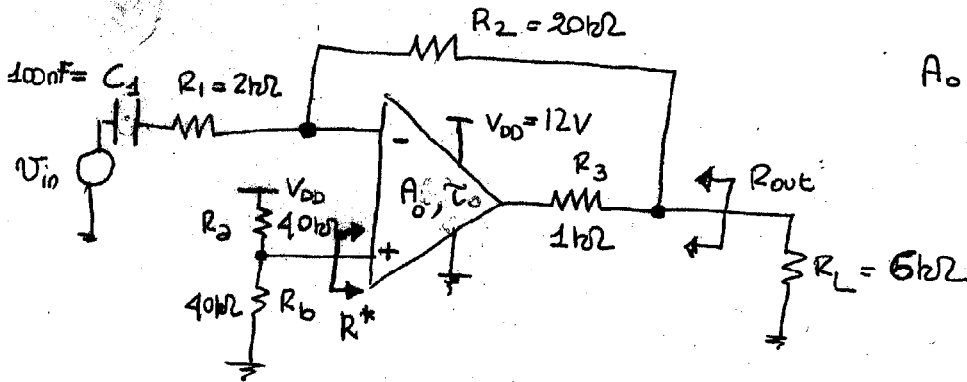 R2 = 20kΩ
100nF = C1
R1 = 2kΩ
A0
VDD = 12V
Vin
VDD
-
A0, τ0
R3
Rout
Ra
40kΩ
+
1kΩ
RL = 6kΩ
40kΩ
Rb
R*